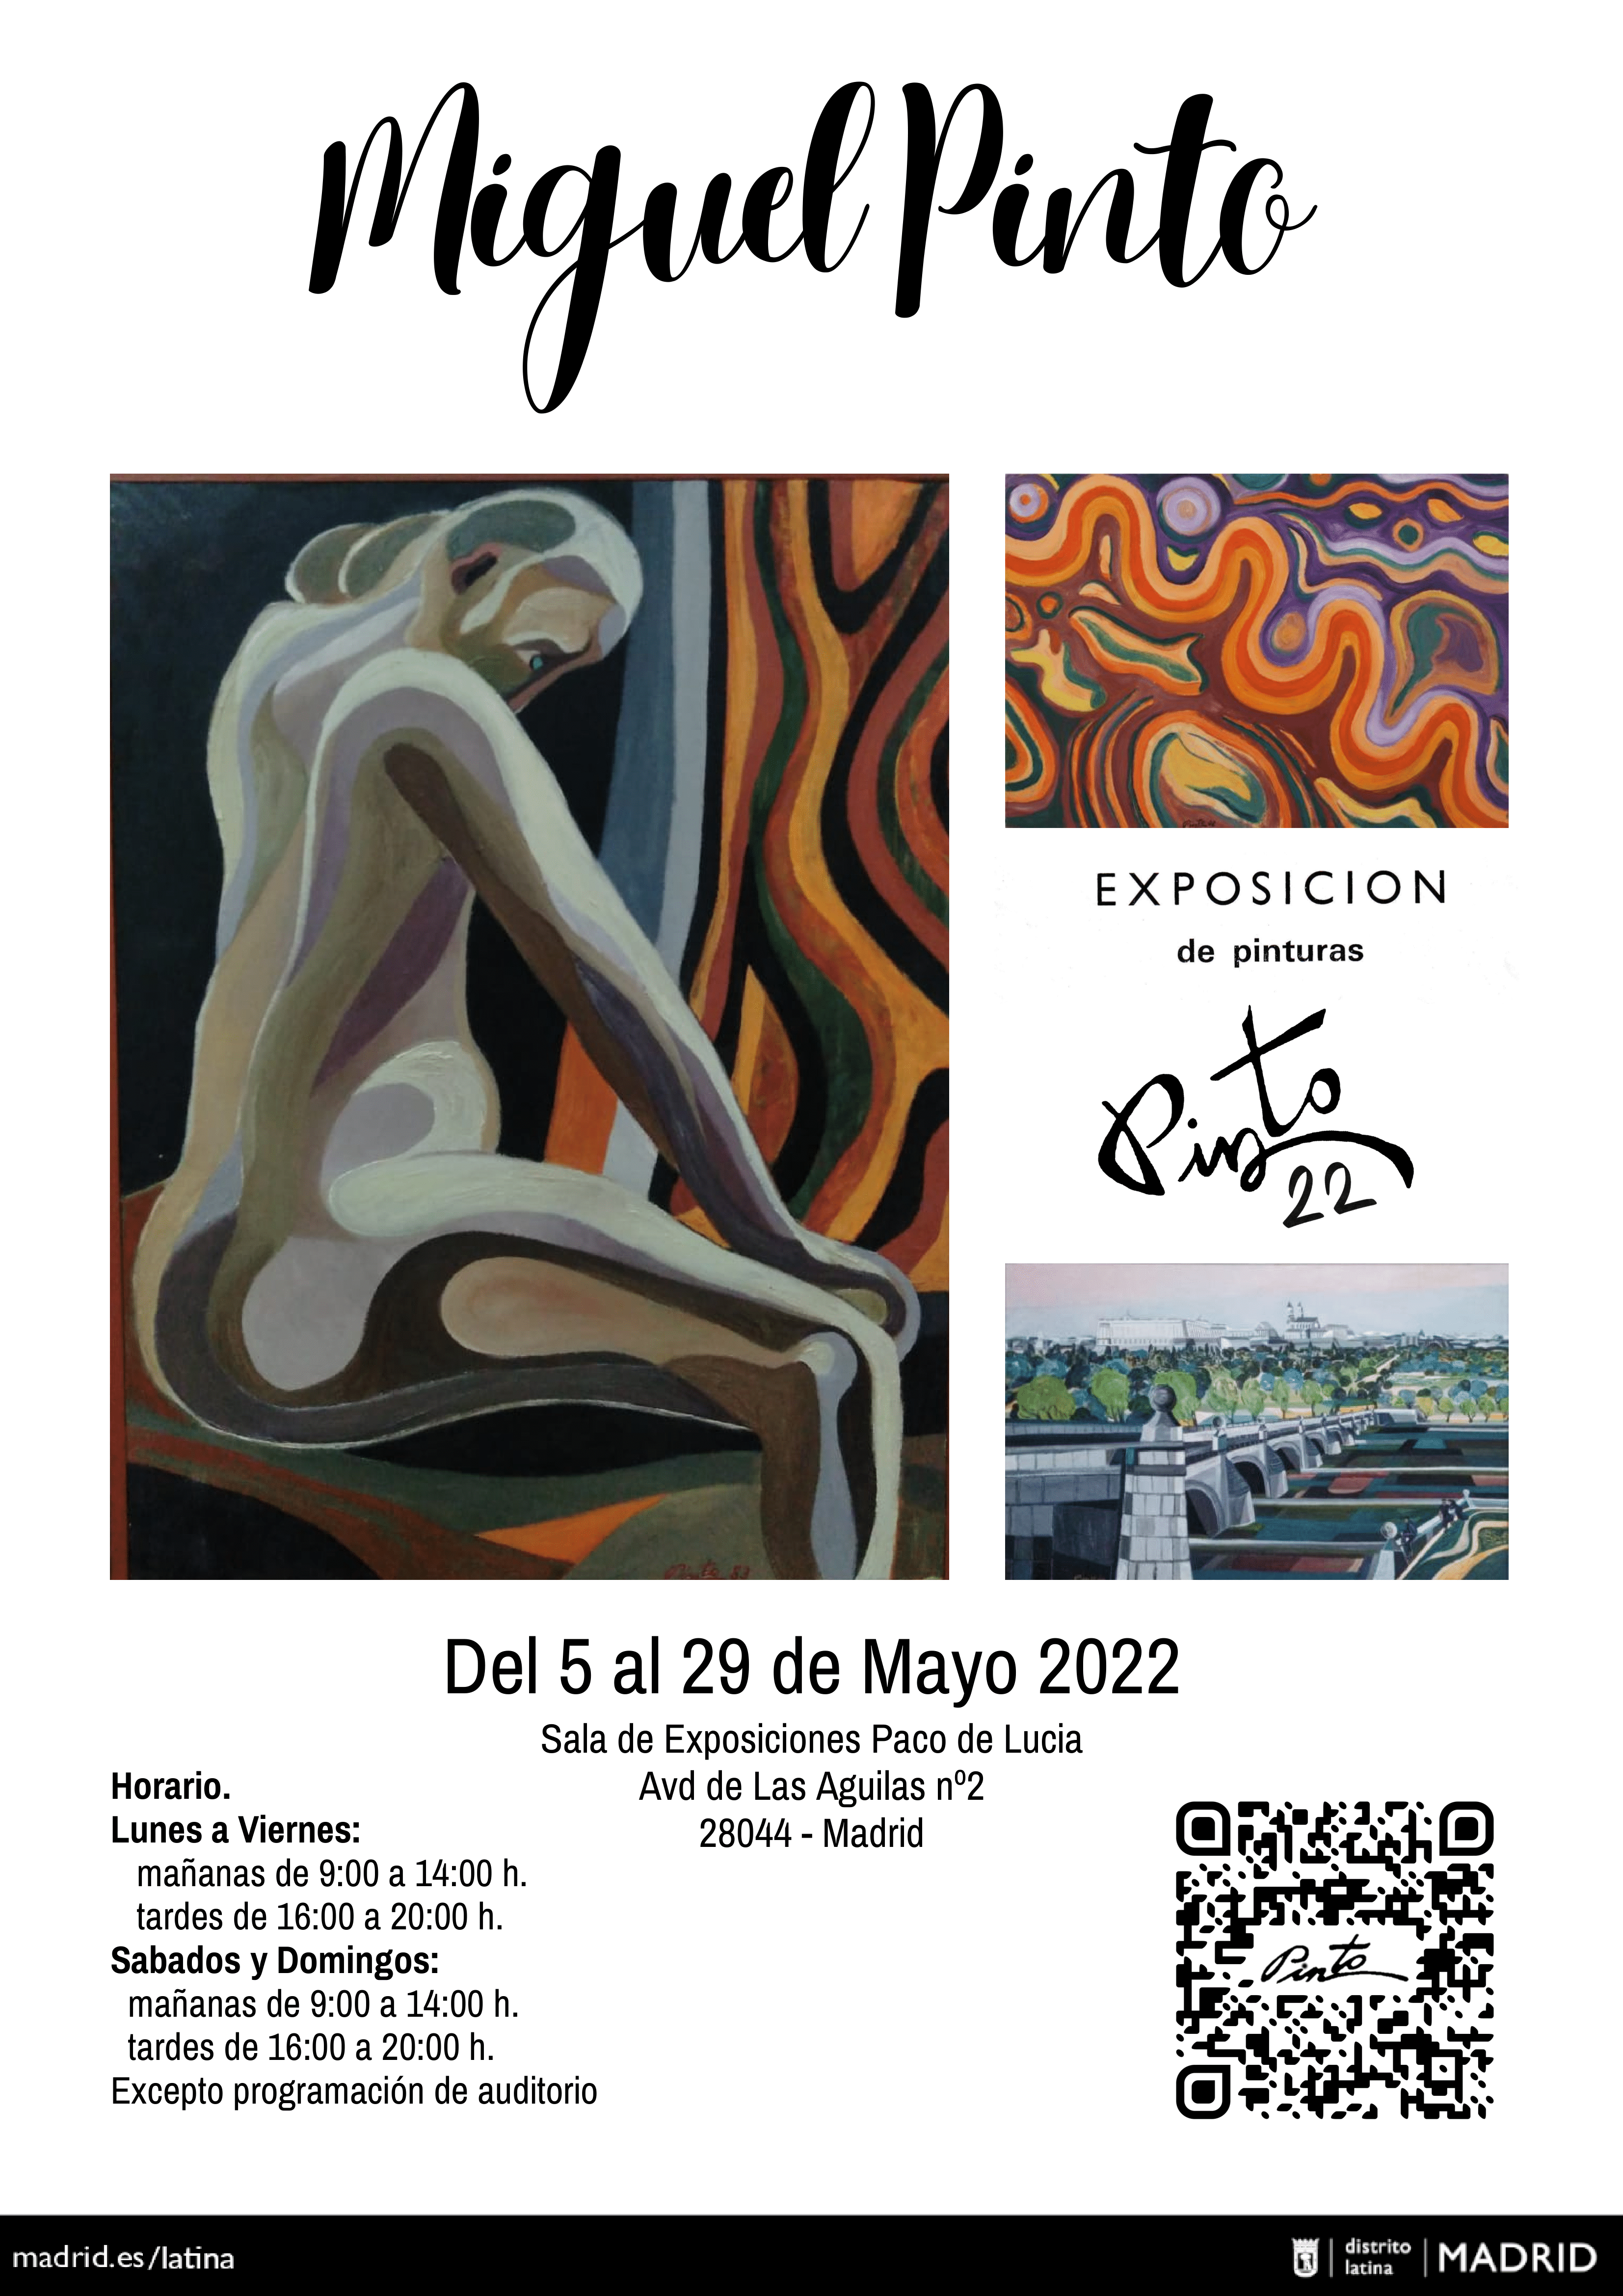 Miguel Pinto
EXPOSICION
de pinturas
Pinto
22
Pinto 83
Del 5 al 29 de Mayo 2022
Sala de Exposiciones Paco de Lucia
Avd de Las Aguilas nº2
28044 - Madrid
Horario.
Lunes a Viernes:
mañanas de 9:00 a 14:00 h.
tardes de 16:00 a 20:00 h.
Sabados y Domingos:
mañanas de 9:00 a 14:00 h.
tardes de 16:00 a 20:00 h.
Excepto programación de auditorio
Pinto
madrid.es/latina
distrito
latina
MADRID